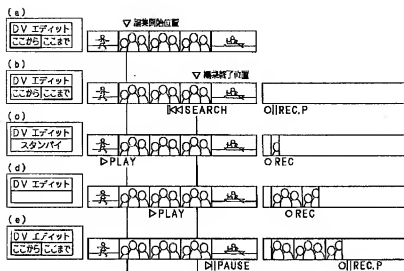 (a)
DV エディット
ここから ここまで
▽ 編集開始位置
(b)
DV エディット
ここから ここまで
▽ 編集終了位置
|◁◁SEARCH
○||REC.P
(c)
DV エディット
スタンバイ
▷PLAY
○ REC
(d)
DV エディット
▷PLAY
○ REC
(e)
DV エディット
ここから ここまで
▷||PAUSE
○||REC.P